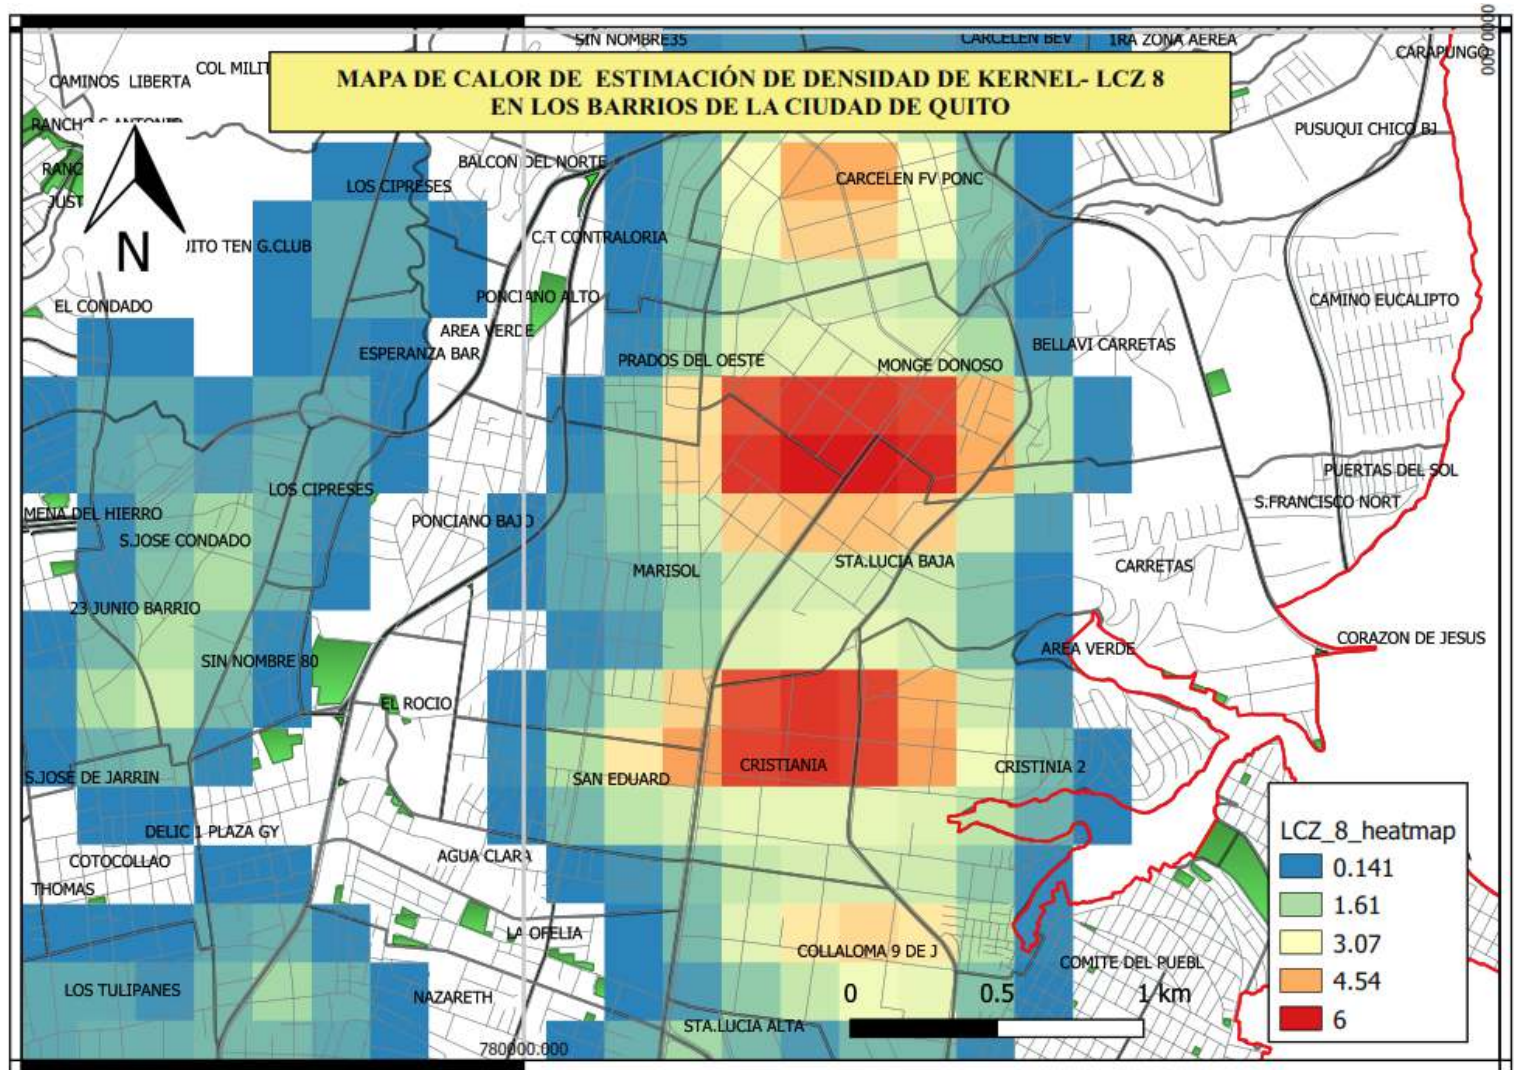 SIN NOMBRE35
CARCELEN BEV
1RA ZONA AEREA
CARAPUNGO
CAMINOS LIBERTA
COL MILIT
MAPA DE CALOR DE ESTIMACIÓN DE DENSIDAD DE KERNEL- LCZ 8
EN LOS BARRIOS DE LA CIUDAD DE QUITO
PUSUQUI CHICO BJ
BALCON DEL NORTE
RANC
LOS CIPRESES
CARCELEN FV PONC
JUST
N
JITO TEN G.CLUB
C.T CONTRALORIA
EL CONDADO
PONCIANO ALTO
CAMINO EUCALIPTO
AREA VERDE
ESPERANZA BAR
PRADOS DEL OESTE
MONGE DONOSO
BELLAVI CARRETAS
PUERTAS DEL SOL
LOS CIPRESES
S.FRANCISCO NORT
MENA DEL HIERRO
PONCIANO BAJO
S.JOSE CONDADO
STA.LUCIA BAJA
MARISOL
CARRETAS
23 JUNIO BARRIO
CORAZON DE JESUS
AREA VERDE
SIN NOMBRE 80
EL ROCIO
S.JOSE DE JARRIN
SAN EDUARD
CRISTIANIA
CRISTINIA 2
DELIC 1 PLAZA GY
COTOCOLLAO
AGUA CLARA
THOMAS
LA OFELIA
COLLALOMA 9 DE J
COMITE DEL PUEBL
LOS TULIPANES
NAZARETH
STA.LUCIA ALTA
780000.000
0 0.5 1 km
LCZ_8_heatmap
0.141
1.61
3.07
4.54
6